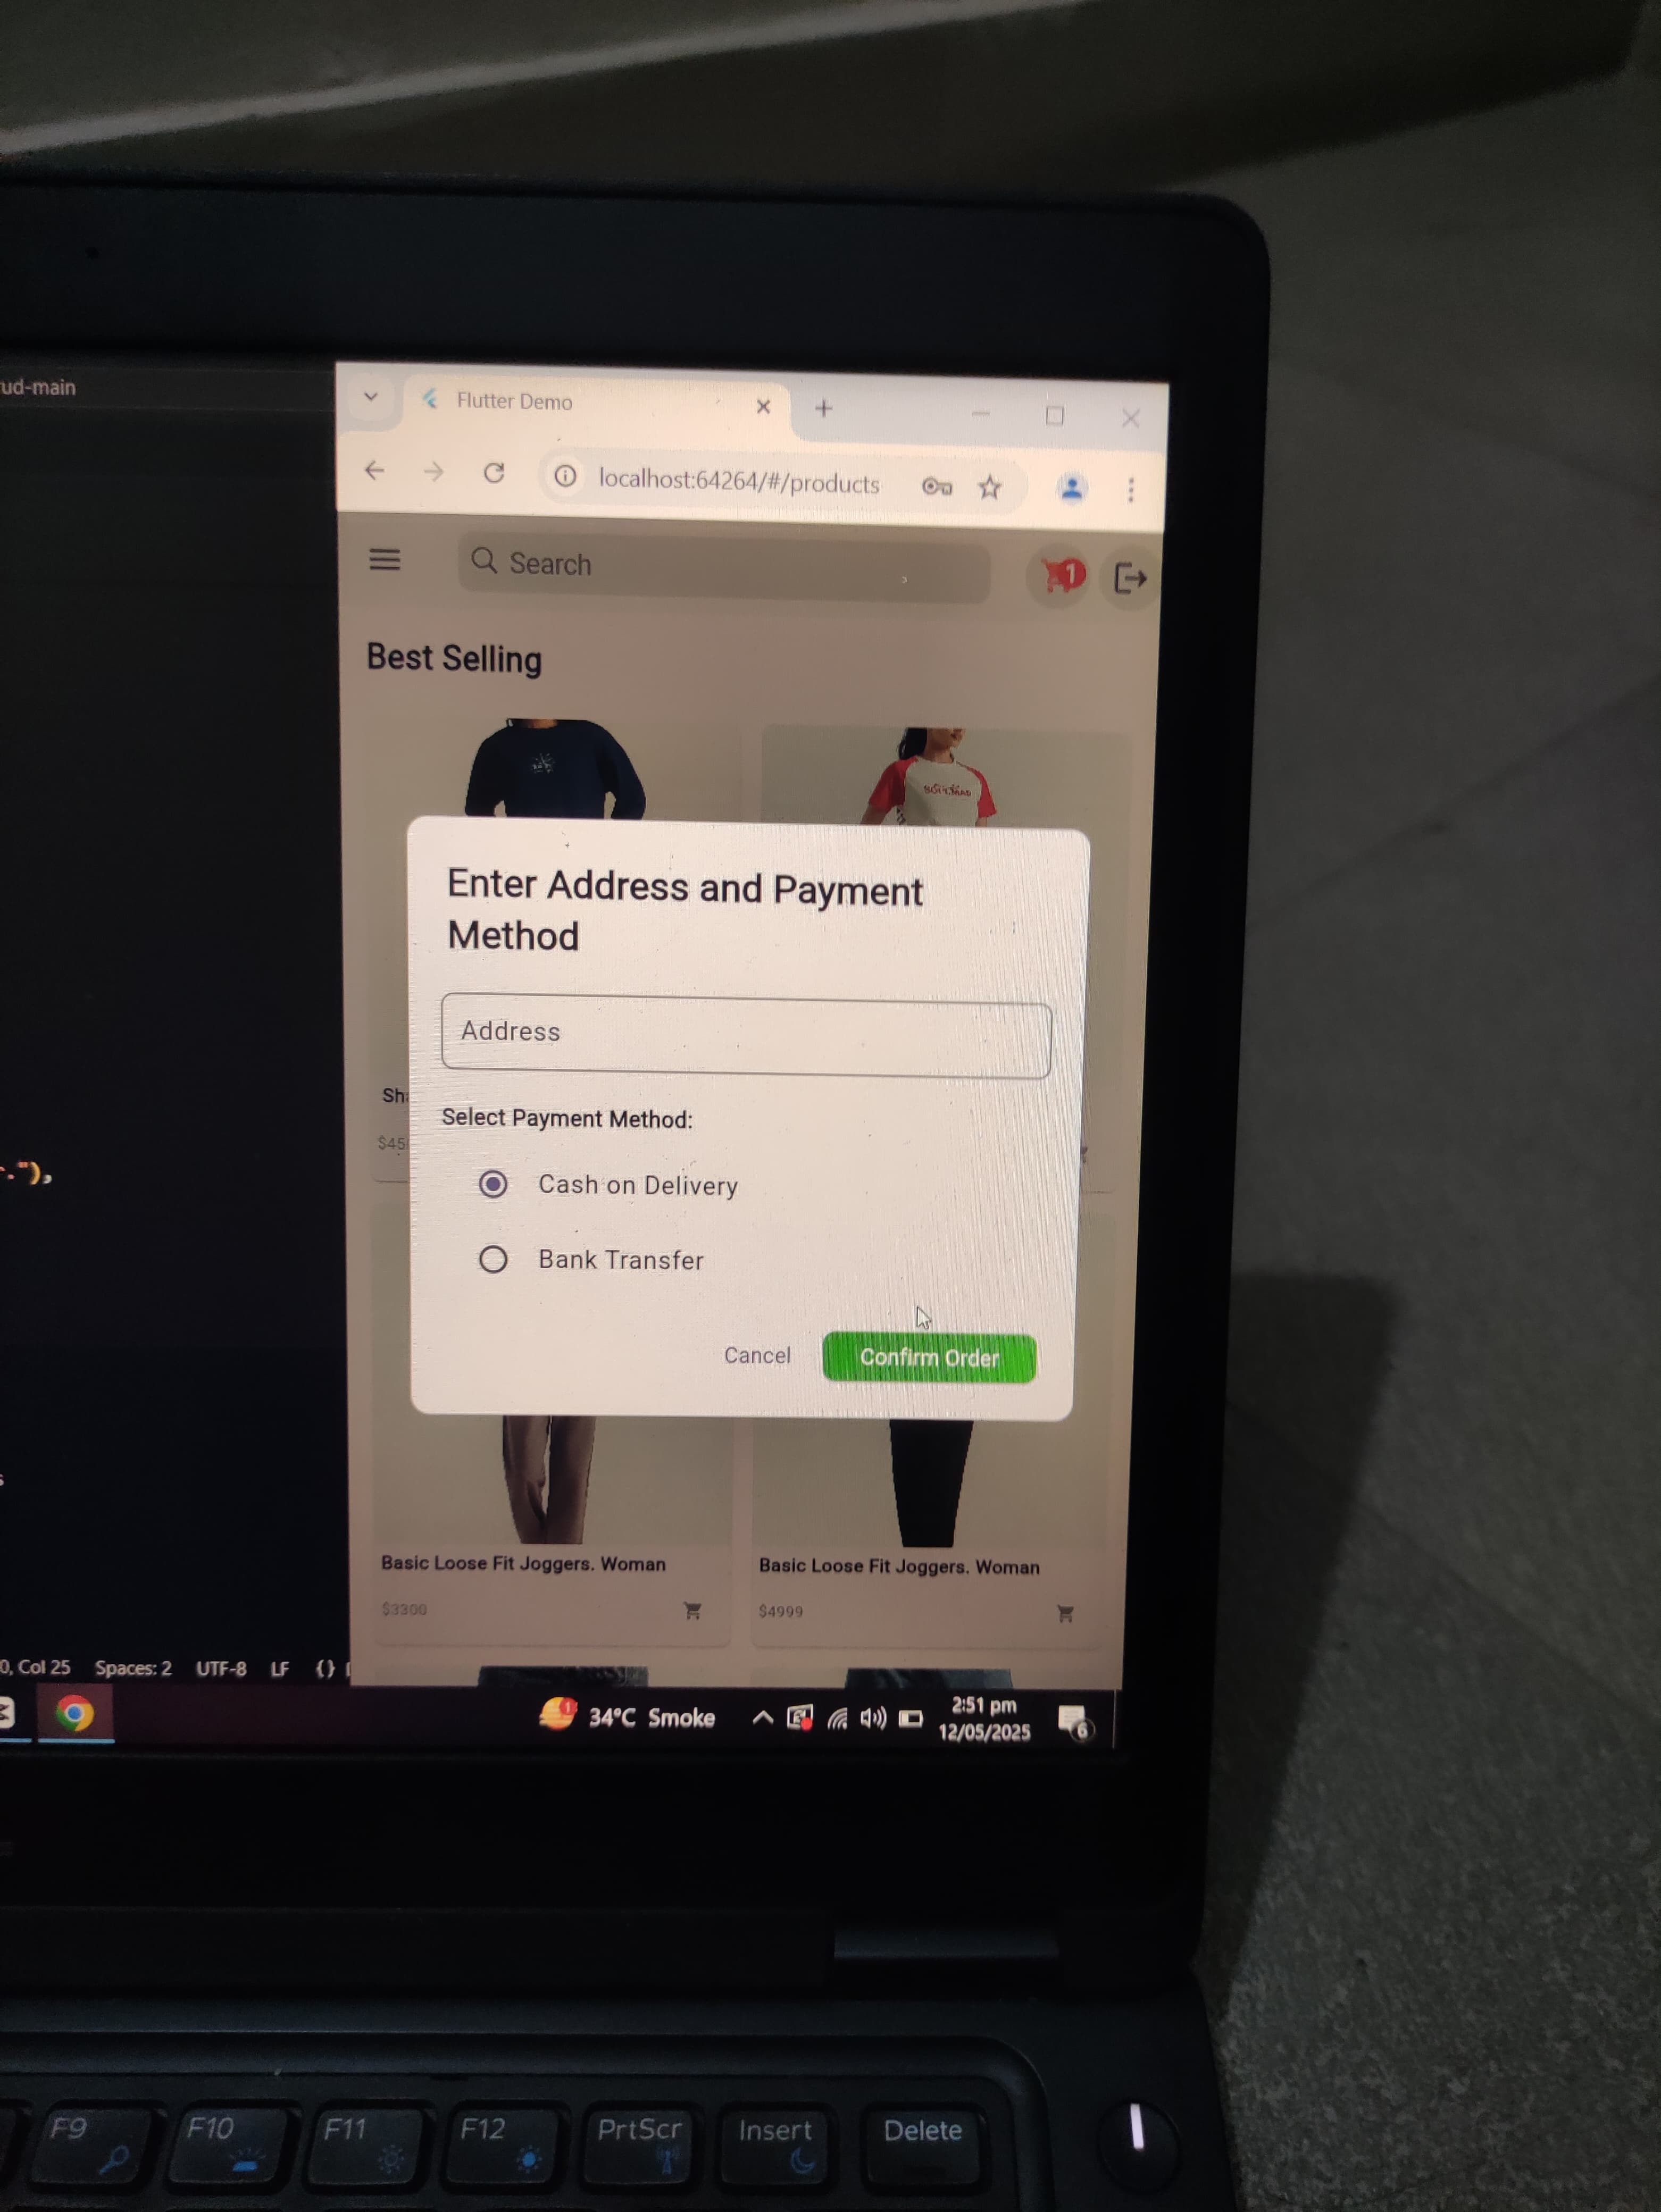 ud-main
Flutter Demo
localhost:64264/#/products
Search
1
Best Selling
Enter Address and Payment
Method
Address
Sh
$45
Select Payment Method:
."),
Cash on Delivery
Bank Transfer
Cancel
Confirm Order
s
Basic Loose Fit Joggers. Woman
Basic Loose Fit Joggers. Woman
$3300
$4999
0, Col 25 Spaces: 2 UTF-8 LF {}
1
34°C Smoke
2:51 pm
12/05/2025
6
F9 F10 F11 F12 PrtScr Insert Delete